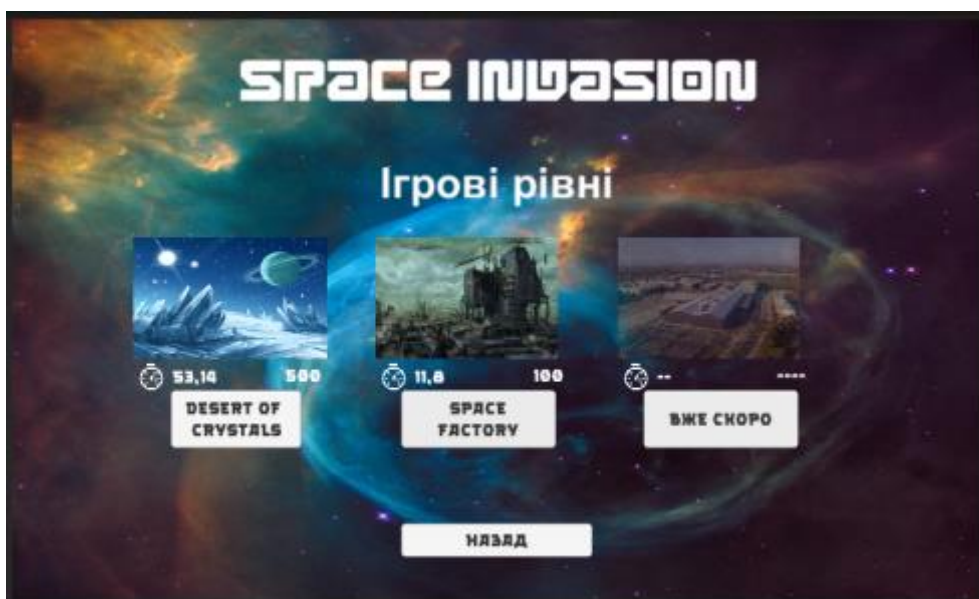 SPACE INVASION
Ігрові рівні
53,14 500
11,8 100
-- ----
DESERT OF
CRYSTALS
SPACE
FACTORY
ВЖЕ СКОРО
НАЗАД